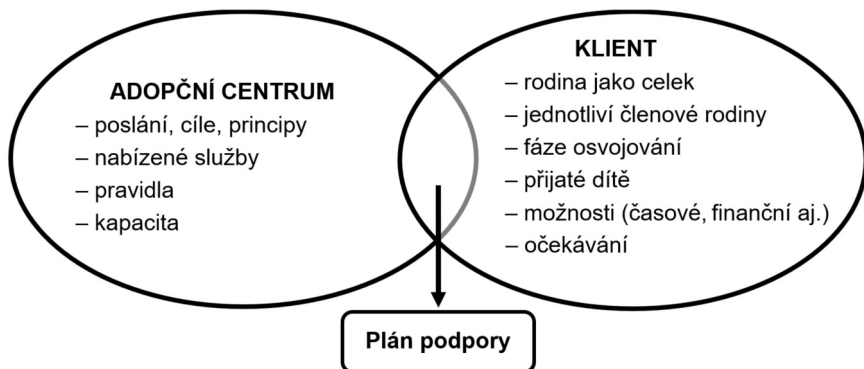 ADOPČNÍ CENTRUM
– poslání, cíle, principy
– nabízené služby
– pravidla
– kapacita
KLIENT
– rodina jako celek
– jednotliví členové rodiny
– fáze osvojování
– přijaté dítě
– možnosti (časové, finanční aj.)
– očekávání
Plán podpory